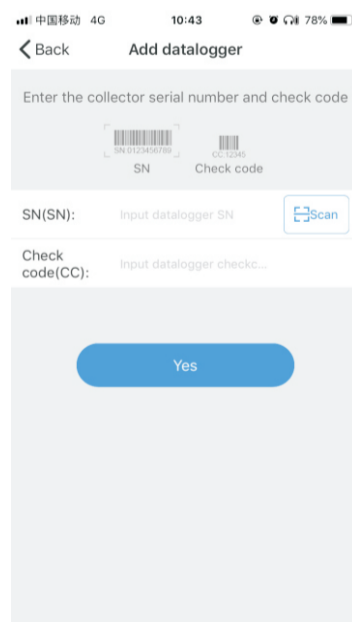 中国移动 4G 10:43 78%
Back Add datalogger
Enter the collector serial number and check code
SN:0123456789 CC:12345
SN Check code
SN(SN): Input datalogger SN Scan
Check
code(CC): Input datalogger checkc...
Yes